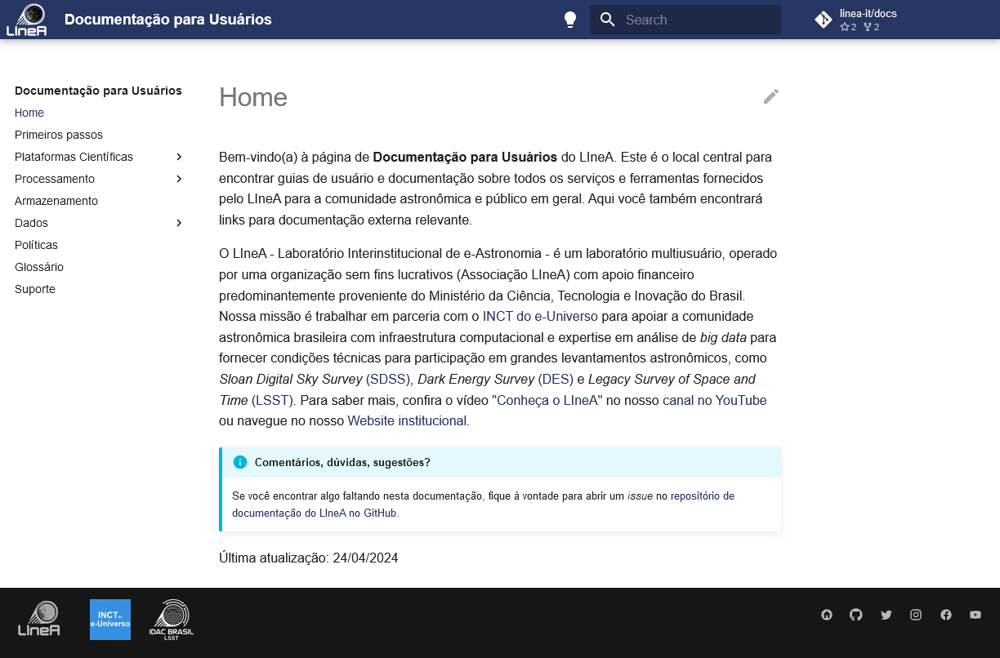 LIneA
Documentação para Usuários
Search
linea-it/docs
2 2
Documentação para Usuários
Home
Primeiros passos
Plataformas Científicas
Processamento
Armazenamento
Dados
Políticas
Glossário
Suporte
Home
Bem-vindo(a) à página de Documentação para Usuários do LIneA. Este é o local central para
encontrar guias de usuário e documentação sobre todos os serviços e ferramentas fornecidos
pelo LIneA para a comunidade astronômica e público em geral. Aqui você também encontrará
links para documentação externa relevante.
O LIneA - Laboratório Interinstitucional de e-Astronomia - é um laboratório multiusuário, operado
por uma organização sem fins lucrativos (Associação LIneA) com apoio financeiro
predominantemente proveniente do Ministério da Ciência, Tecnologia e Inovação do Brasil.
Nossa missão é trabalhar em parceria com o INCT do e-Universo para apoiar a comunidade
astronômica brasileira com infraestrutura computacional e expertise em análise de big data para
fornecer condições técnicas para participação em grandes levantamentos astronômicos, como
Sloan Digital Sky Survey (SDSS), Dark Energy Survey (DES) e Legacy Survey of Space and
Time (LSST). Para saber mais, confira o vídeo "Conheça o LIneA" no nosso canal no YouTube
ou navegue no nosso Website institucional.
Comentários, dúvidas, sugestões?
Se você encontrar algo faltando nesta documentação, fique à vontade para abrir um issue no repositório de
documentação do LIneA no GitHub.
Última atualização: 24/04/2024
LIneA
INCT do
e-Universo
IDAC BRASIL
LSST